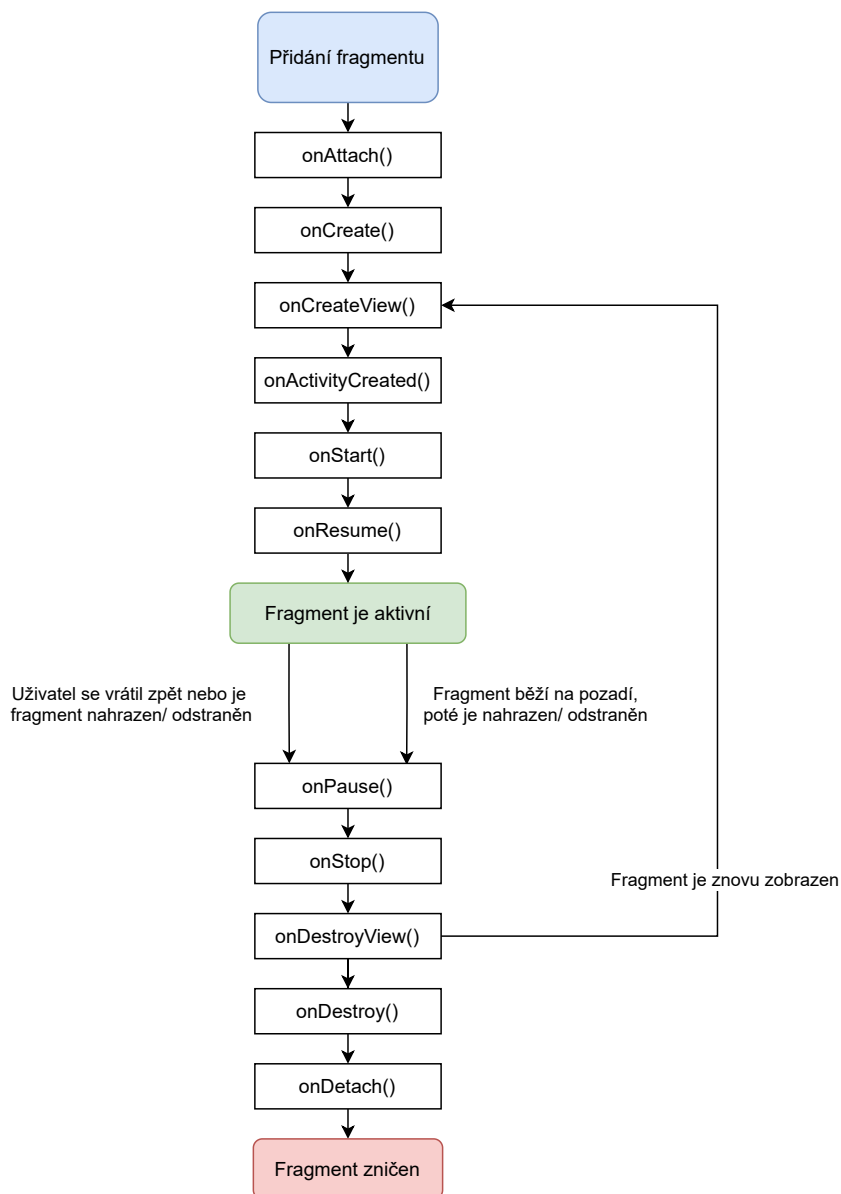 Přidání fragmentu
onAttach()
onCreate()
onCreateView()
onActivityCreated()
onStart()
onResume()
Fragment je aktivní
Uživatel se vrátil zpět nebo je
fragment nahrazen/ odstraněn
Fragment běží na pozadí,
poté je nahrazen/ odstraněn
onPause()
onStop()
Fragment je znovu zobrazen
onDestroyView()
onDestroy()
onDetach()
Fragment zničen